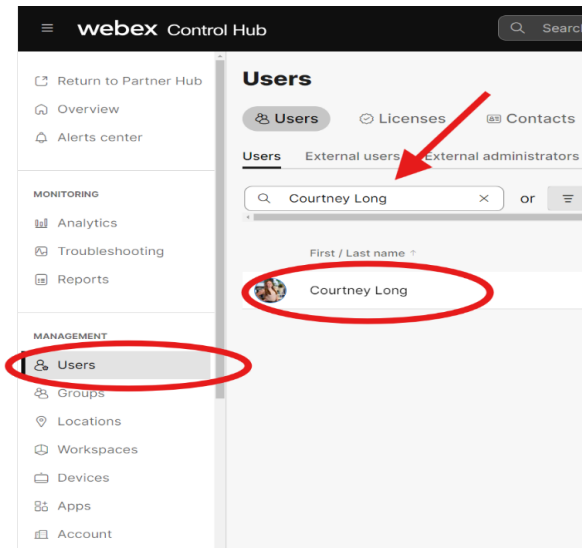 webex Control Hub
Search
Return to Partner Hub
Overview
Alerts center
MONITORING
Analytics
Troubleshooting
Reports
MANAGEMENT
Users
Groups
Locations
Workspaces
Devices
Apps
Account
Users
Users Licenses Contacts
Users External users External administrators
Courtney Long × or
First / Last name ↑
Courtney Long